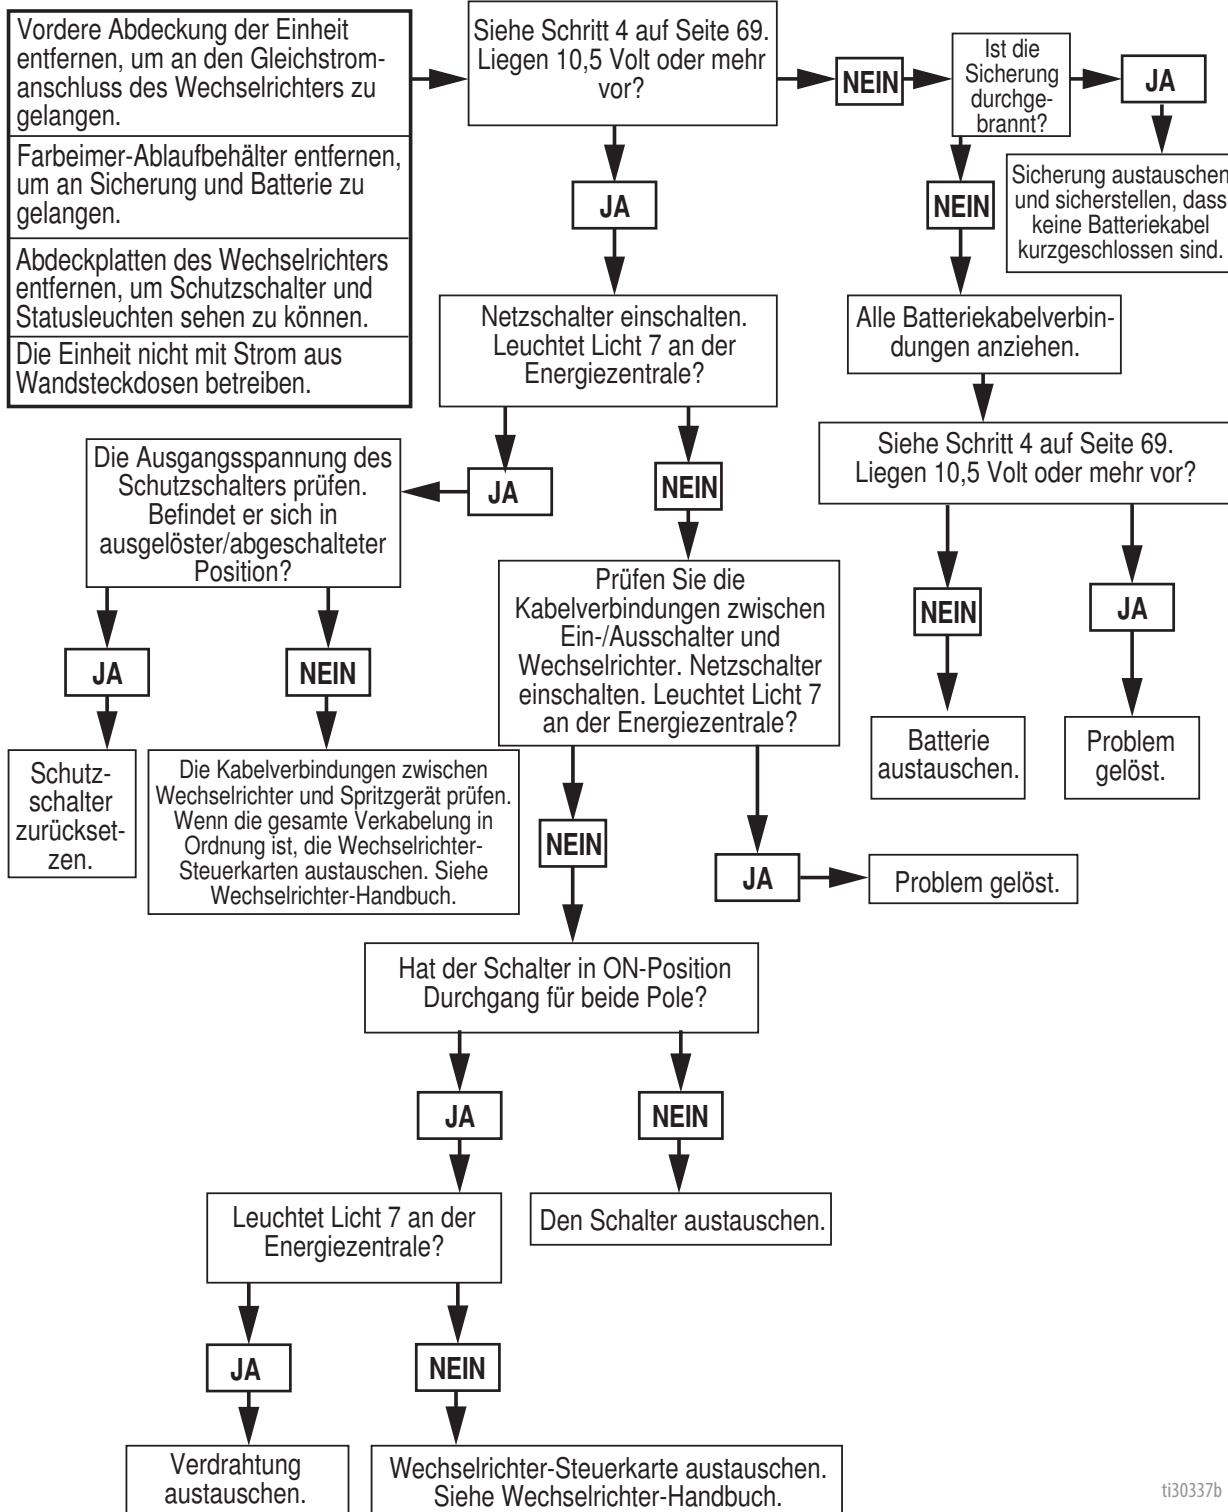 Vordere Abdeckung der Einheit
entfernen, um an den Gleichstrom-
anschluss des Wechselrichters zu
gelangen.
Farbeimer-Ablaufbehälter entfernen,
um an Sicherung und Batterie zu
gelangen.
Abdeckplatten des Wechselrichters
entfernen, um Schutzschalter und
Statusleuchten sehen zu können.
Die Einheit nicht mit Strom aus
Wandsteckdosen betreiben.
Siehe Schritt 4 auf Seite 69.
Liegen 10,5 Volt oder mehr
vor?
NEIN
Ist die
Sicherung
durchge-
brannt?
JA
Sicherung austauschen
und sicherstellen, dass
keine Batteriekabel
kurzgeschlossen sind.
JA
NEIN
Netzschalter einschalten.
Leuchtet Licht 7 an der
Energiezentrale?
Alle Batteriekabelverbin-
dungen anziehen.
Siehe Schritt 4 auf Seite 69.
Liegen 10,5 Volt oder mehr vor?
Die Ausgangsspannung des
Schutzschalters prüfen.
Befindet er sich in
ausgelöster/abgeschalteter
Position?
JA
NEIN
Prüfen Sie die
Kabelverbindungen zwischen
Ein-/Ausschalter und
Wechselrichter. Netzschalter
einschalten. Leuchtet Licht 7
an der Energiezentrale?
NEIN
JA
JA
NEIN
Batterie
austauschen.
Problem
gelöst.
Schutz-
schalter
zurückset-
zen.
Die Kabelverbindungen zwischen
Wechselrichter und Spritzgerät prüfen.
Wenn die gesamte Verkabelung in
Ordnung ist, die Wechselrichter-
Steuerkarten austauschen. Siehe
Wechselrichter-Handbuch.
NEIN
JA
Problem gelöst.
Hat der Schalter in ON-Position
Durchgang für beide Pole?
JA
NEIN
Leuchtet Licht 7 an der
Energiezentrale?
Den Schalter austauschen.
JA
NEIN
Verdrahtung
austauschen.
Wechselrichter-Steuerkarte austauschen.
Siehe Wechselrichter-Handbuch.
ti30337b